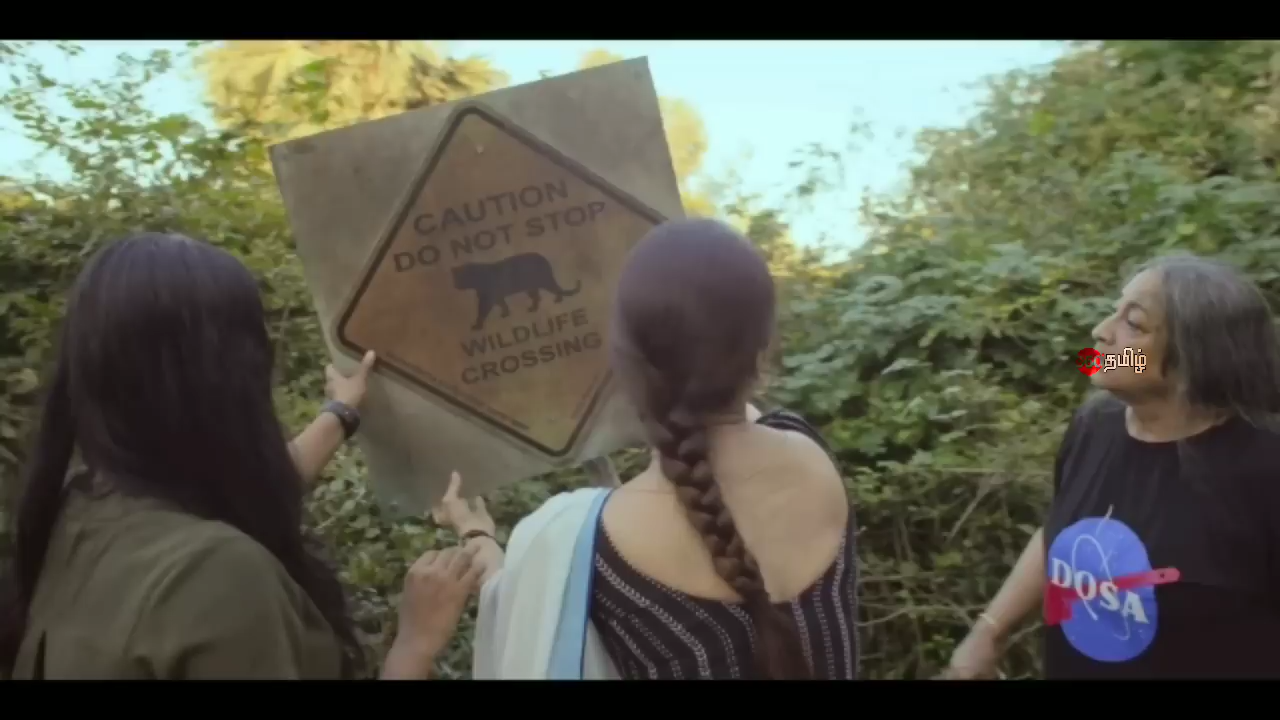 CAUTION
DO NOT STOP
WILDLIFE
CROSSING
தமிழ்
DOSA